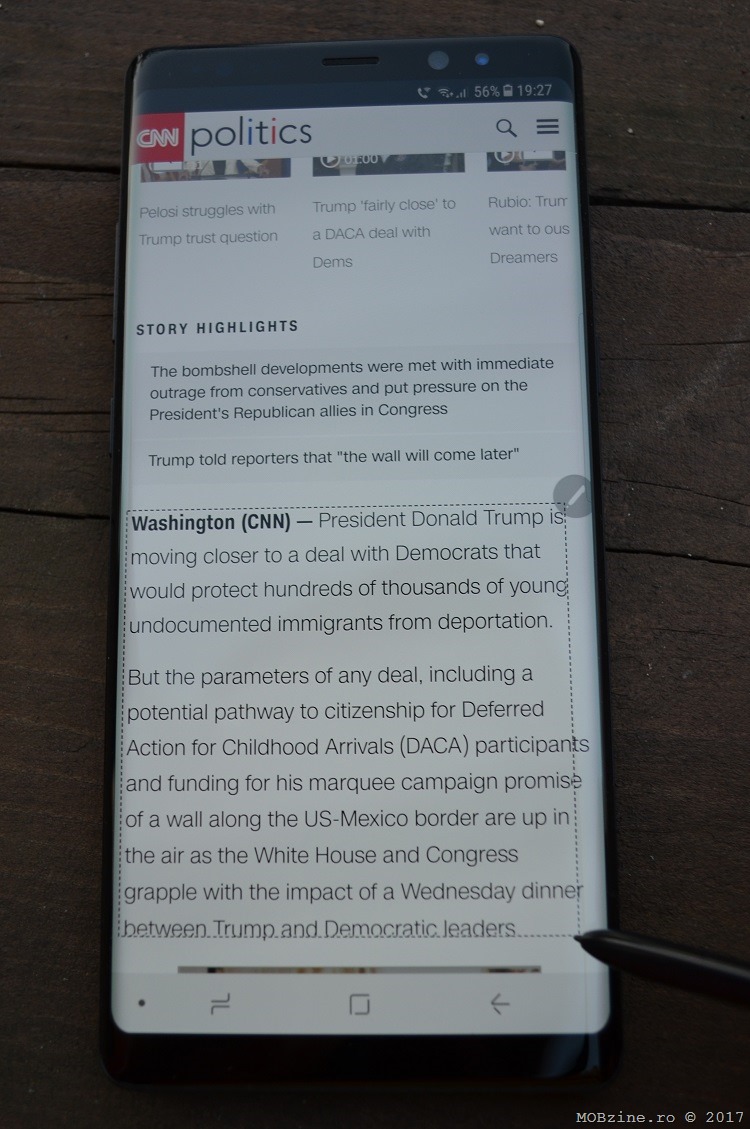 56% 19:27
CNN politics
01:00
Pelosi struggles with
Trump trust question
Trump 'fairly close' to
a DACA deal with
Dems
Rubio: Trum
want to ous
Dreamers
STORY HIGHLIGHTS
The bombshell developments were met with immediate
outrage from conservatives and put pressure on the
President's Republican allies in Congress
Trump told reporters that "the wall will come later"
Washington (CNN) — President Donald Trump is
moving closer to a deal with Democrats that
would protect hundreds of thousands of young
undocumented immigrants from deportation.
But the parameters of any deal, including a
potential pathway to citizenship for Deferred
Action for Childhood Arrivals (DACA) participants
and funding for his marquee campaign promise
of a wall along the US-Mexico border are up in
the air as the White House and Congress
grapple with the impact of a Wednesday dinner
between Trump and Democratic leaders
MOBzine.ro © 2017